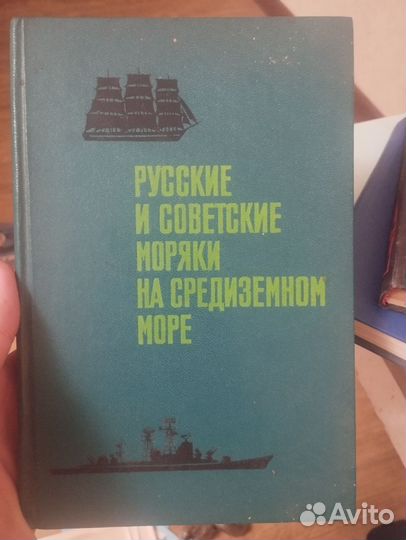 РУССКИЕ
И СОВЕТСКИЕ
МОРЯКИ
НА СРЕДИЗЕМНОМ
МОРЕ
Avito